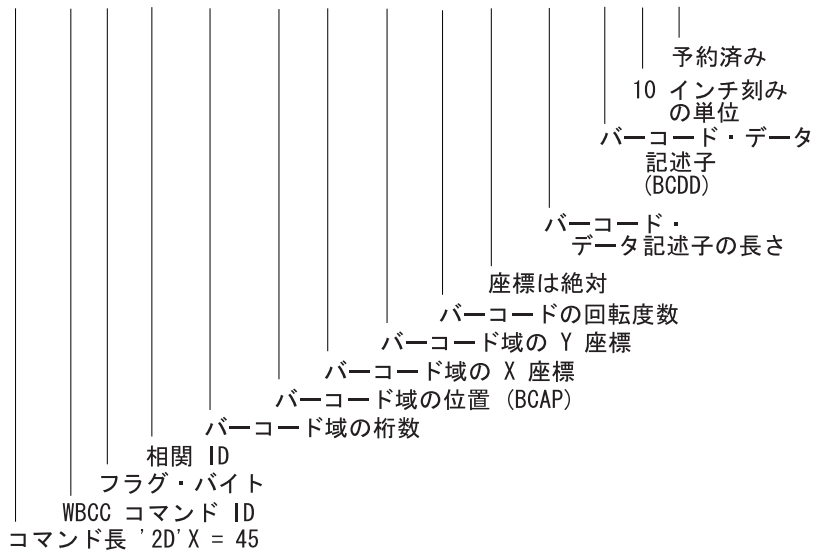 予約済み
10 インチ刻み
の単位
バーコード・データ
記述子
(BCDD)
バーコード・
データ記述子の長さ
座標は絶対
バーコードの回転度数
バーコード域の Y 座標
バーコード域の X 座標
バーコード域の位置 (BCAP)
バーコード域の桁数
相関 ID
フラグ・バイト
WBCC コマンド ID
コマンド長 '2D'X = 45